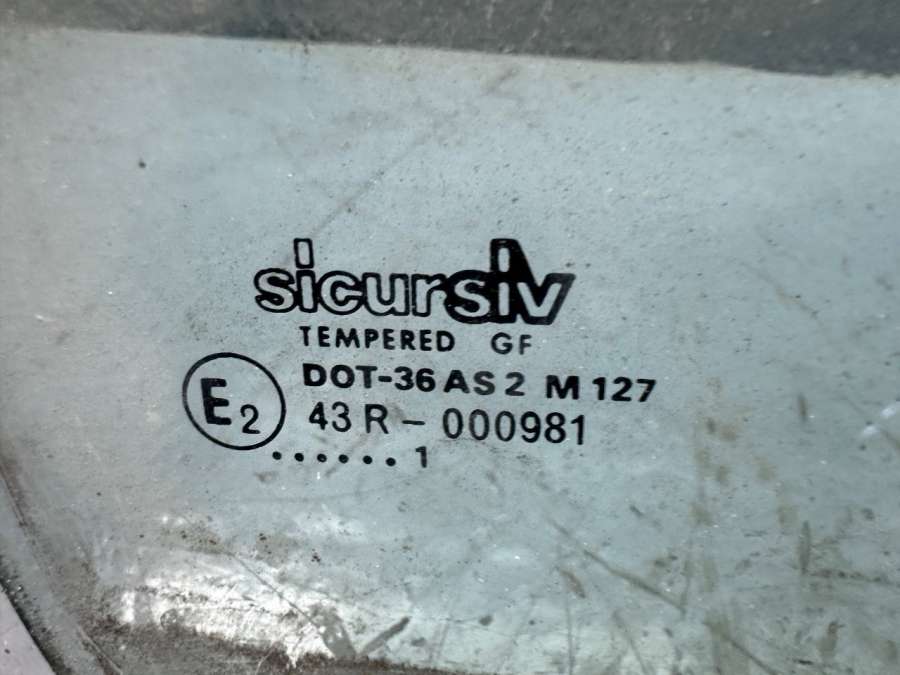 sicursiv
TEMPERED GF
DOT-36 AS 2 M 127
E2
43 R - 000981
......1